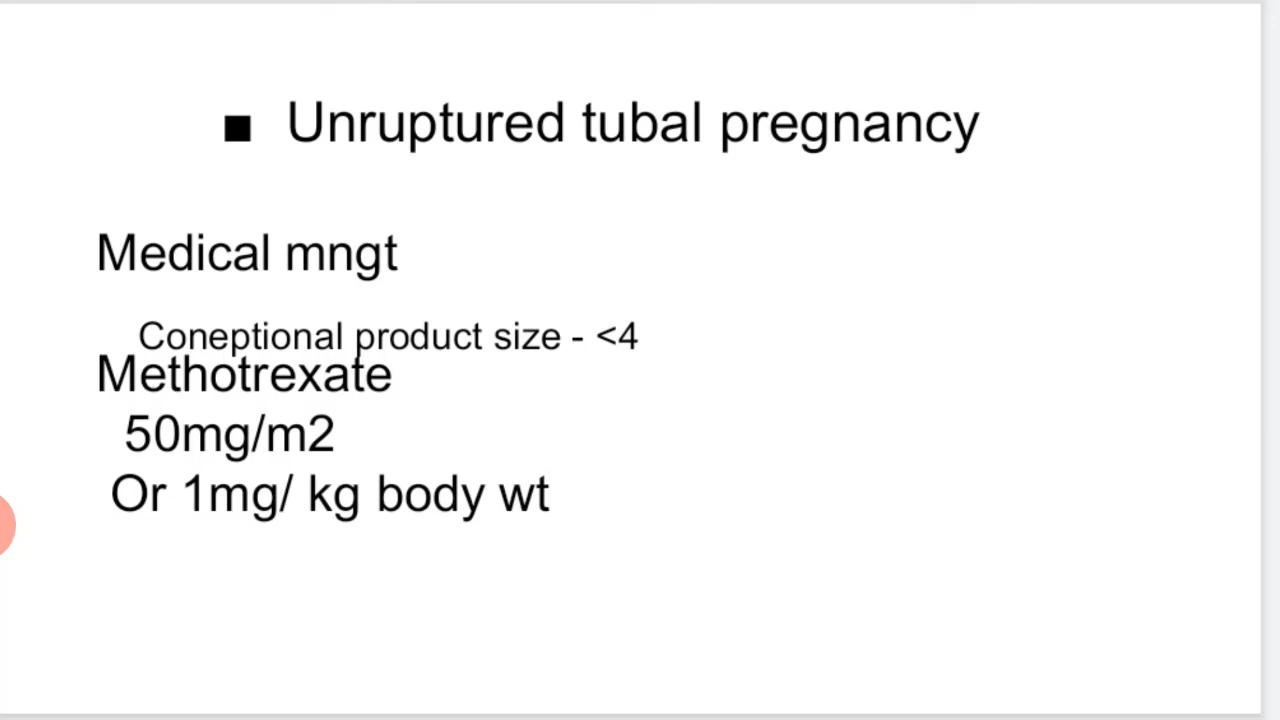 ■ Unruptured tubal pregnancy
Medical mngt
Coneptional product size - <4
Methotrexate
50mg/m2
Or 1mg/ kg body wt